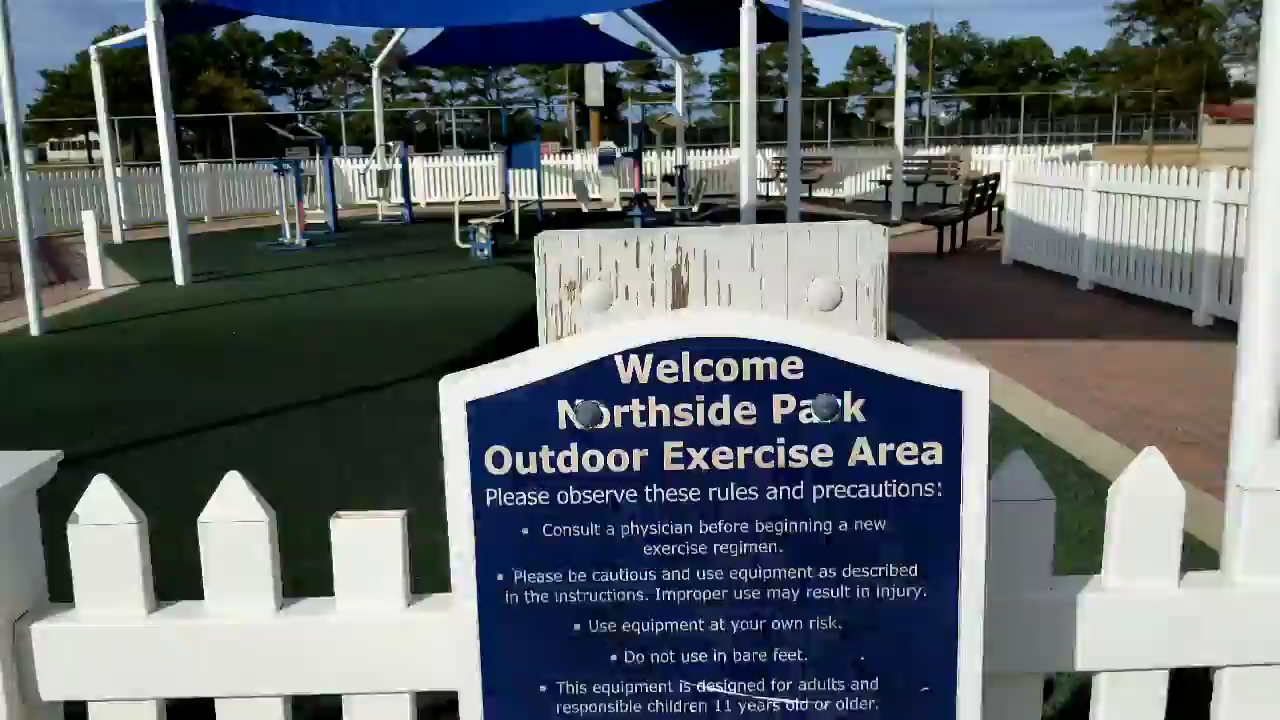 Welcome
Northside Park
Outdoor Exercise Area
Please observe these rules and precautions:
▪ Consult a physician before beginning a new
exercise regimen.
▪ Please be cautious and use equipment as described
in the instructions. Improper use may result in injury.
▪ Use equipment at your own risk.
▪ Do not use in bare feet.
▪ This equipment is designed for adults and
responsible children 11 years old or older.